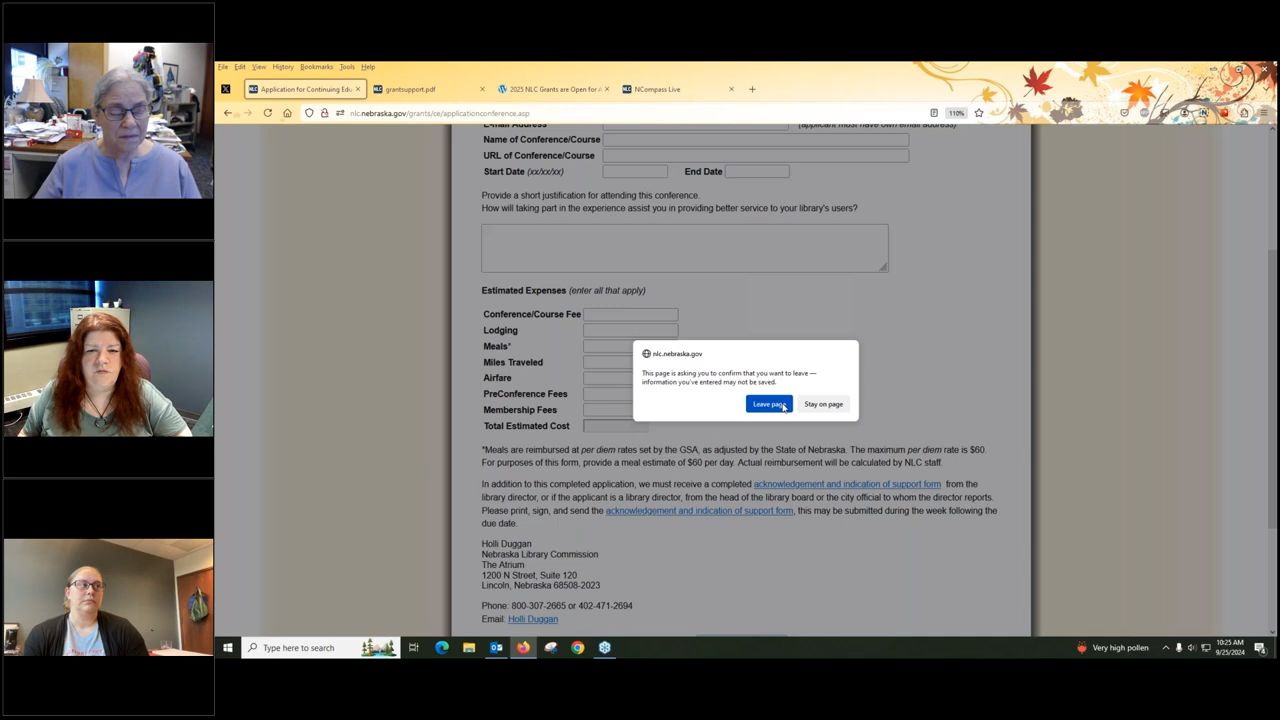 File Edit View History Bookmarks Tools Help
Application for Continuing Edu
grantsupport.pdf
2025 NLC Grants are Open for A
NCompass Live
nlc.nebraska.gov/grants/ce/applicationconference.asp
110%
E-mail Address (applicant must have own email address)
Name of Conference/Course
URL of Conference/Course
Start Date (xx/xx/xx) End Date
Provide a short justification for attending this conference.
How will taking part in the experience assist you in providing better service to your library's users?
Estimated Expenses (enter all that apply)
Conference/Course Fee
Lodging
Meals*
Miles Traveled
Airfare
PreConference Fees
Membership Fees
Total Estimated Cost
nlc.nebraska.gov
This page is asking you to confirm that you want to leave —
information you've entered may not be saved.
Leave page
Stay on page
*Meals are reimbursed at per diem rates set by the GSA, as adjusted by the State of Nebraska. The maximum per diem rate is $60.
For purposes of this form, provide a meal estimate of $60 per day. Actual reimbursement will be calculated by NLC staff.
In addition to this completed application, we must receive a completed acknowledgement and indication of support form from the
library director, or if the applicant is a library director, from the head of the library board or the city official to whom the director reports.
Please print, sign, and send the acknowledgement and indication of support form, this may be submitted during the week following the
due date.
Holli Duggan
Nebraska Library Commission
The Atrium
1200 N Street, Suite 120
Lincoln, Nebraska 68508-2023
Phone: 800-307-2665 or 402-471-2694
Email: Holli Duggan
Type here to search
Very high pollen
10:25 AM
9/25/2024